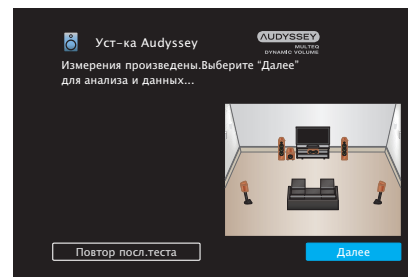 Уст-ка Audyssey
AUDYSSEY
MULTEQ
DYNAMIC VOLUME
Измерения произведены.Выберите “Далее”
для анализа и данных...
Повтор посл.теста
Далее